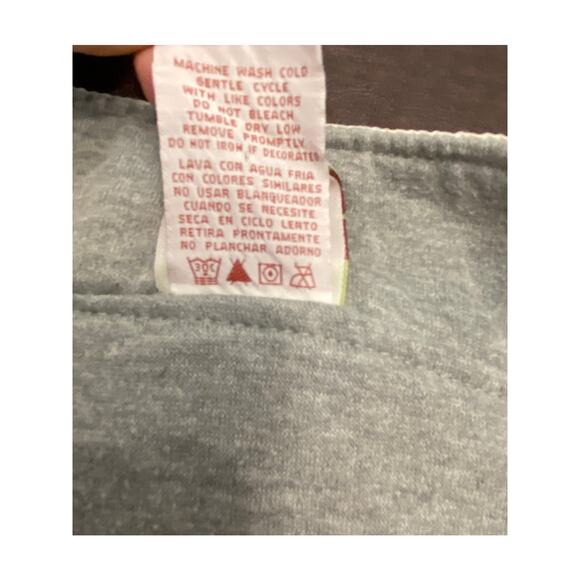 MACHINE WASH COLD
GENTLE CYCLE
WITH LIKE COLORS
DO NOT BLEACH
TUMBLE DRY LOW
REMOVE PROMPTLY
DO NOT IRON IF DECORATED
LAVA CON AGUA FRIA
CON COLORES SIMILARES
NO USAR BLANQUEADOR
CUANDO SE NECESITE
SECA EN CICLO LENTO
RETIRA PRONTAMENTE
NO PLANCHAR ADORNO
30C